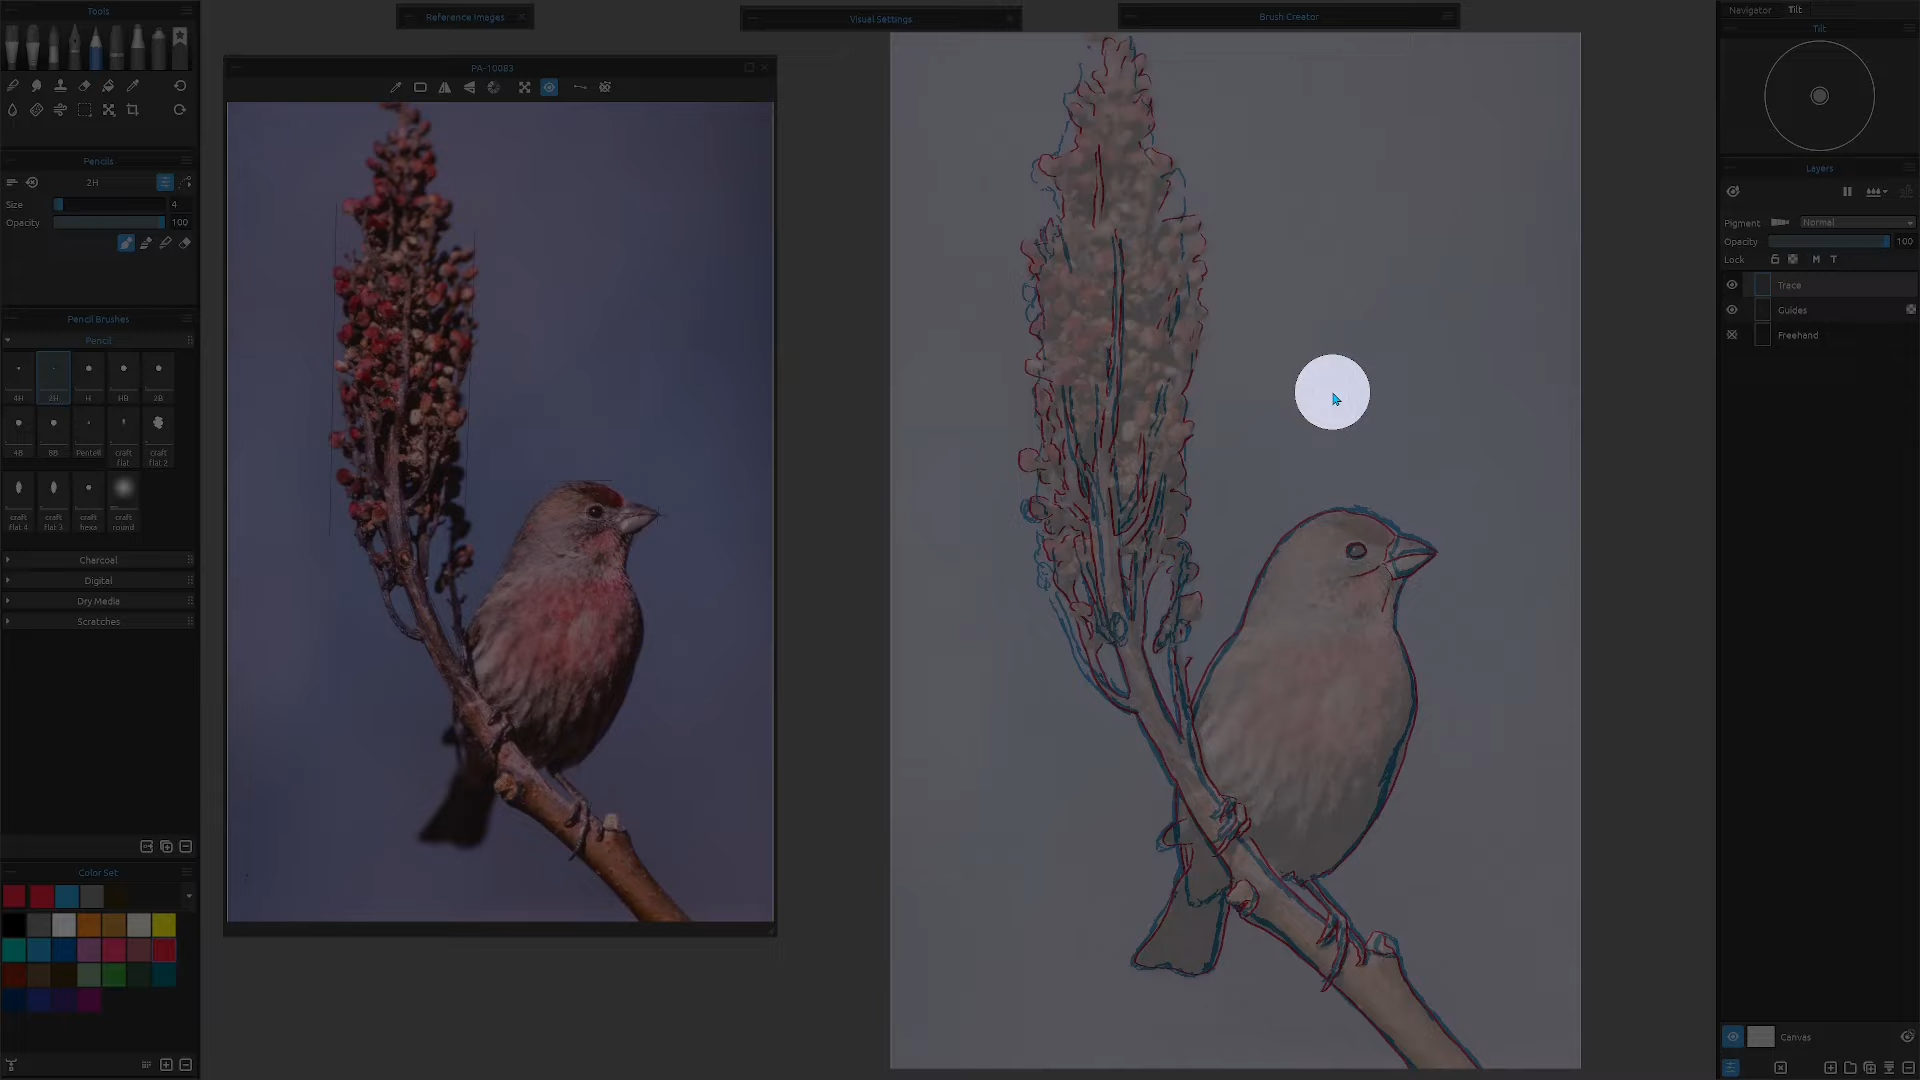 Tools
Reference Images
Visual Settings
Brush Creator
Navigator
Tilt
Tilt
PA-10083
Pencils
2H
Size
4
Opacity
100
Pencil Brushes
Pencil
4H
2H
H
HB
2B
4B
8B
Pentell
craft flat
craft flat 2
craft flat 4
craft flat 3
craft hexa
craft round
Charcoal
Digital
Dry Media
Scratches
Color Set
Layers
Pigment
Normal
Opacity
100
Lock
M
T
Trace
Guides
Freehand
Canvas